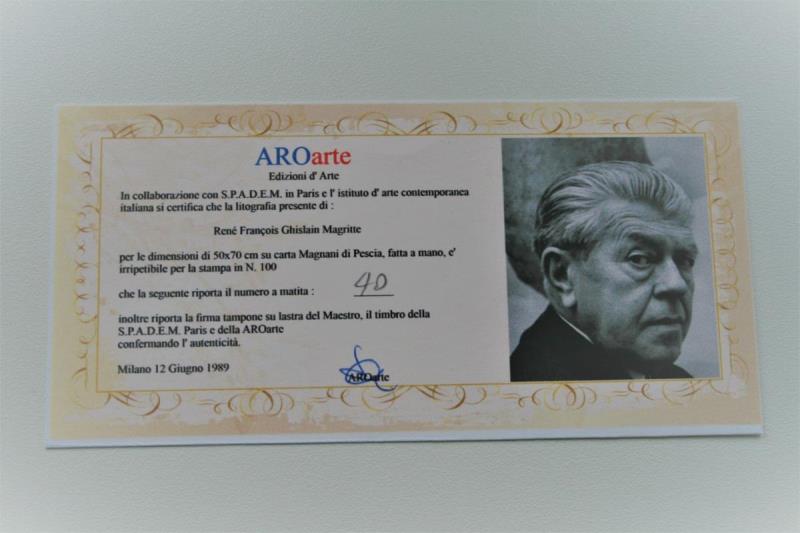 AROarte
Edizioni d' Arte
In collaborazione con S.P.A.D.E.M. in Paris e l' istituto d' arte contemporanea
italiana si certifica che la litografia presente di :
René François Ghislain Magritte
per le dimensioni di 50x70 cm su carta Magnani di Pescia, fatta a mano, e'
irripetibile per la stampa in N. 100
che la seguente riporta il numero a matita : 40
inoltre riporta la firma tampone su lastra del Maestro, il timbro della
S.P.A.D.E.M. Paris e della AROarte
confermando l' autenticità.
Milano 12 Giugno 1989
AROarte